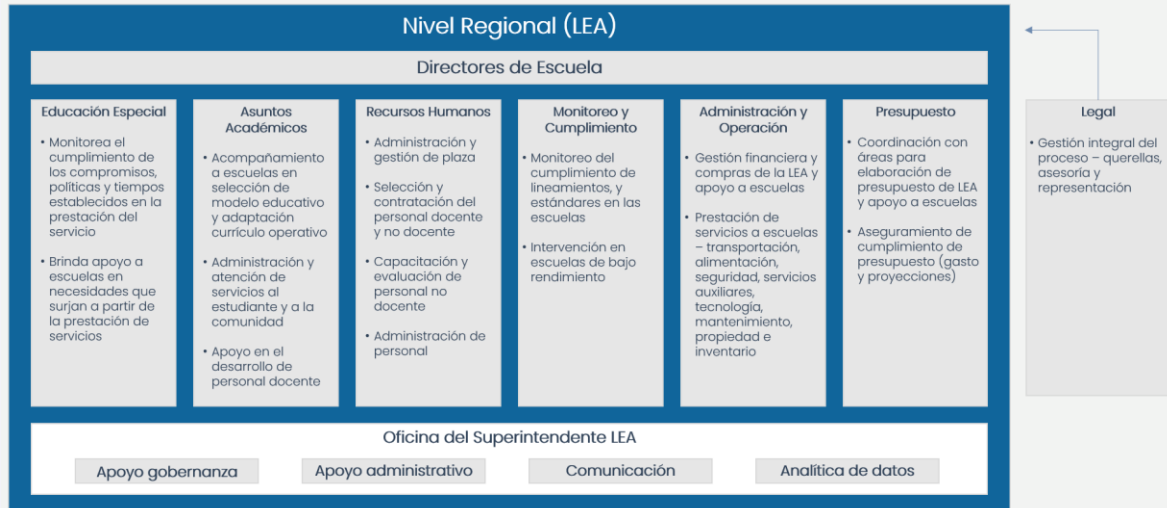 Nivel Regional (LEA)
Directores de Escuela
Educación Especial
• Monitorea el
cumplimiento de
los compromisos,
políticas y tiempos
establecidos en la
prestación del
servicio
• Brinda apoyo a
escuelas en
necesidades que
surjan a partir de
la prestación de
servicios
Asuntos
Académicos
• Acompañamiento
a escuelas en
selección de
modelo educativo
y adaptación
currículo operativo
• Administración y
atención de
servicios al
estudiante y a la
comunidad
• Apoyo en el
desarrollo de
personal docente
Recursos Humanos
• Administración y
gestión de plaza
• Selección y
contratación del
personal docente
y no docente
• Capacitación y
evaluación de
personal no
docente
• Administración de
personal
Monitoreo y
Cumplimiento
• Monitoreo del
cumplimiento de
lineamientos, y
estándares en las
escuelas
• Intervención en
escuelas de bajo
rendimiento
Administración y
Operación
• Gestión financiera y
compras de la LEA y
apoyo a escuelas
• Prestación de
servicios a escuelas
– transportación,
alimentación,
seguridad, servicios
auxiliares,
tecnología,
mantenimiento,
propiedad e
inventario
Presupuesto
• Coordinación con
áreas para
elaboración de
presupuesto de LEA
y apoyo a escuelas
• Aseguramiento de
cumplimiento de
presupuesto (gasto
y proyecciones)
Legal
• Gestión integral del
proceso – querellas,
asesoría y
representación
Oficina del Superintendente LEA
Apoyo gobernanza
Apoyo administrativo
Comunicación
Analítica de datos